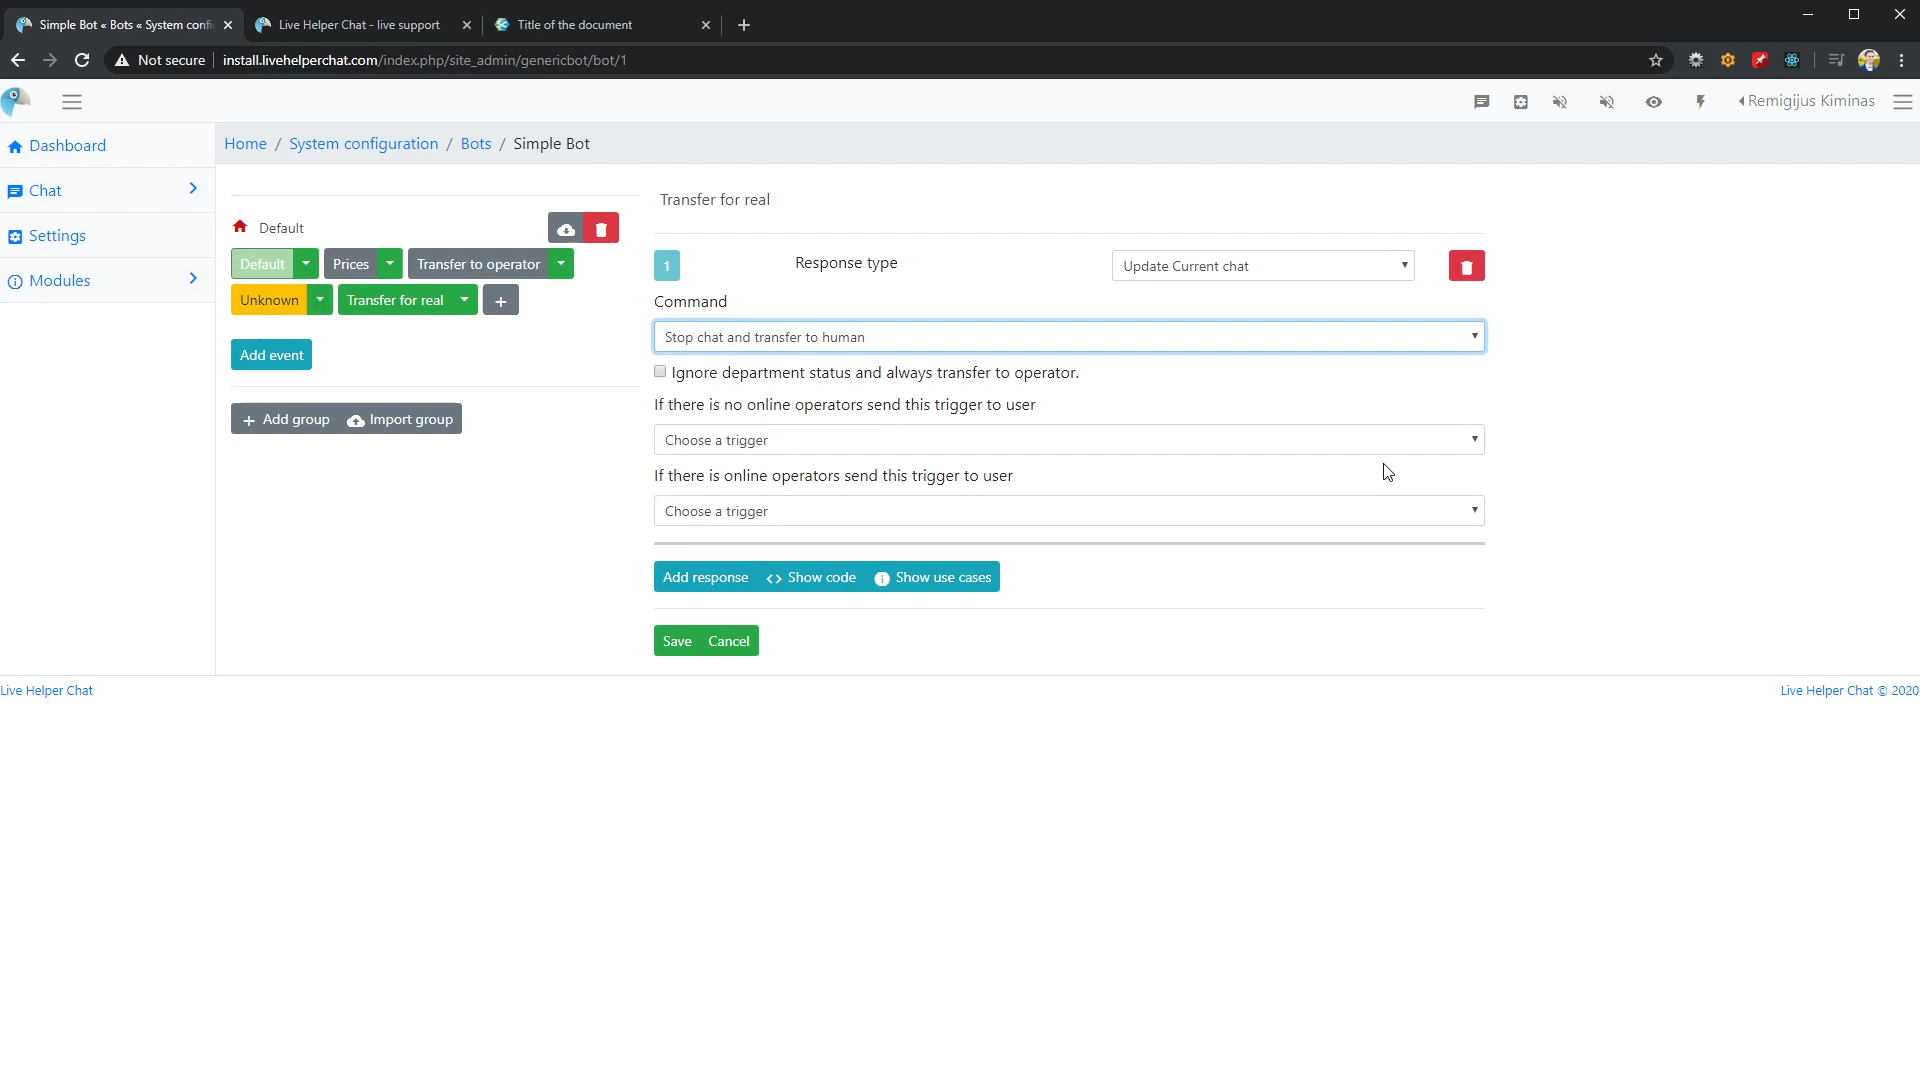 Simple Bot « Bots « System confi
Live Helper Chat - live support
Title of the document
Not secure
install.livehelperchat.com/index.php/site_admin/genericbot/bot/1
Remigijus Kiminas
Dashboard
Chat
Settings
Modules
Home / System configuration / Bots / Simple Bot
Default
Default
Prices
Transfer to operator
Unknown
Transfer for real
Add event
Add group
Import group
Transfer for real
1
Response type
Update Current chat
Command
Stop chat and transfer to human
Ignore department status and always transfer to operator.
If there is no online operators send this trigger to user
Choose a trigger
If there is online operators send this trigger to user
Choose a trigger
Add response
Show code
Show use cases
Save
Cancel
Live Helper Chat
Live Helper Chat © 2020